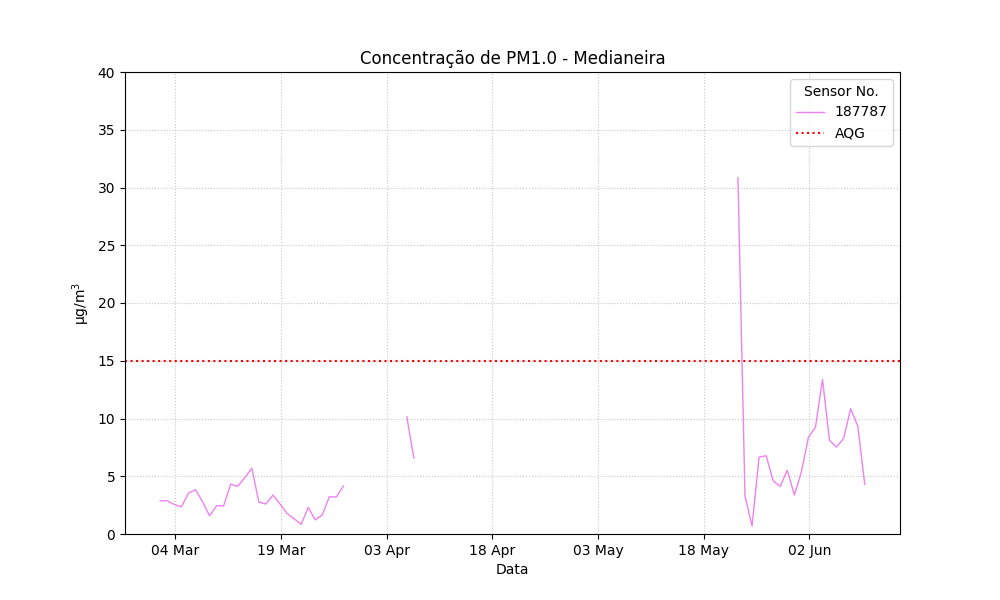 Concentração de PM1.0 - Medianeira
40
35
30
25
20
15
10
5
0
µg/m³
Sensor No.
187787
AQG
04 Mar
19 Mar
03 Apr
18 Apr
03 May
18 May
02 Jun
Data